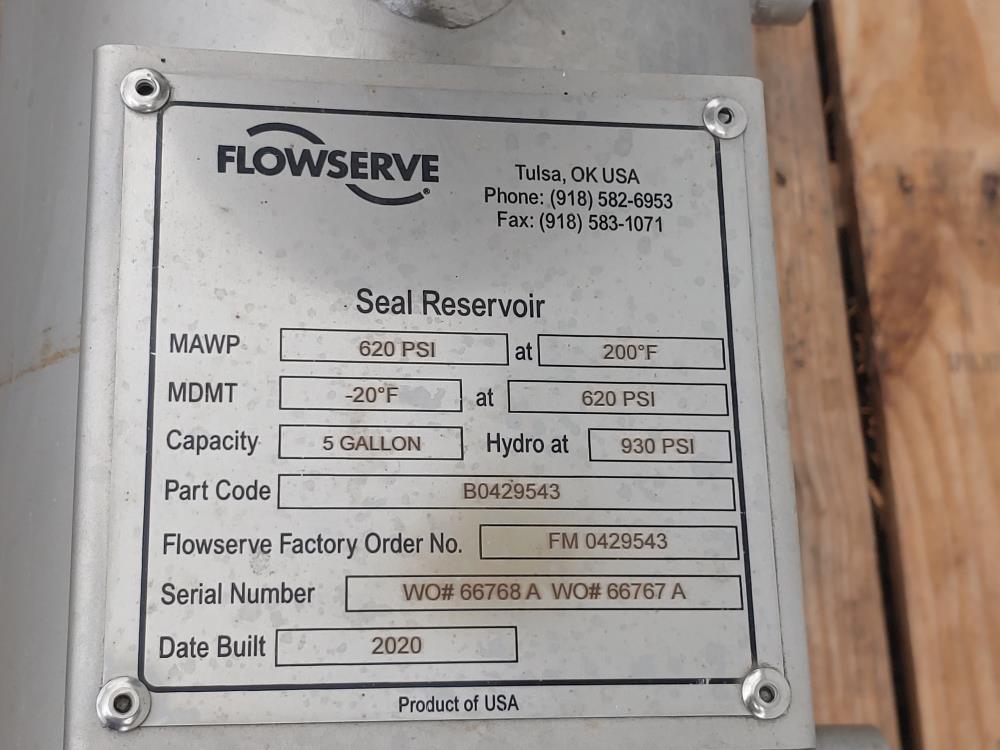 FLOWSERVE®
Tulsa, OK USA
Phone: (918) 582-6953
Fax: (918) 583-1071
Seal Reservoir
MAWP 620 PSI at 200°F
MDMT -20°F at 620 PSI
Capacity 5 GALLON Hydro at 930 PSI
Part Code B0429543
Flowserve Factory Order No. FM 0429543
Serial Number WO# 66768 A WO# 66767 A
Date Built 2020
Product of USA